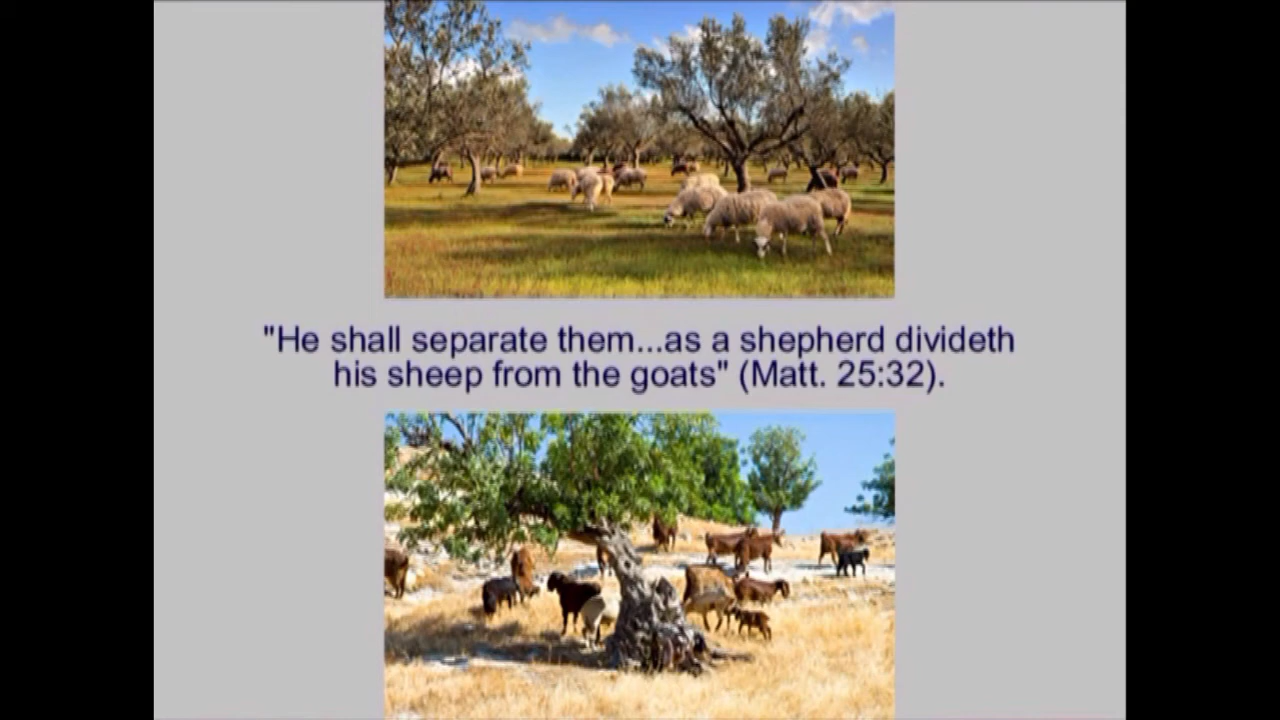 "He shall separate them...as a shepherd divideth
his sheep from the goats" (Matt. 25:32).